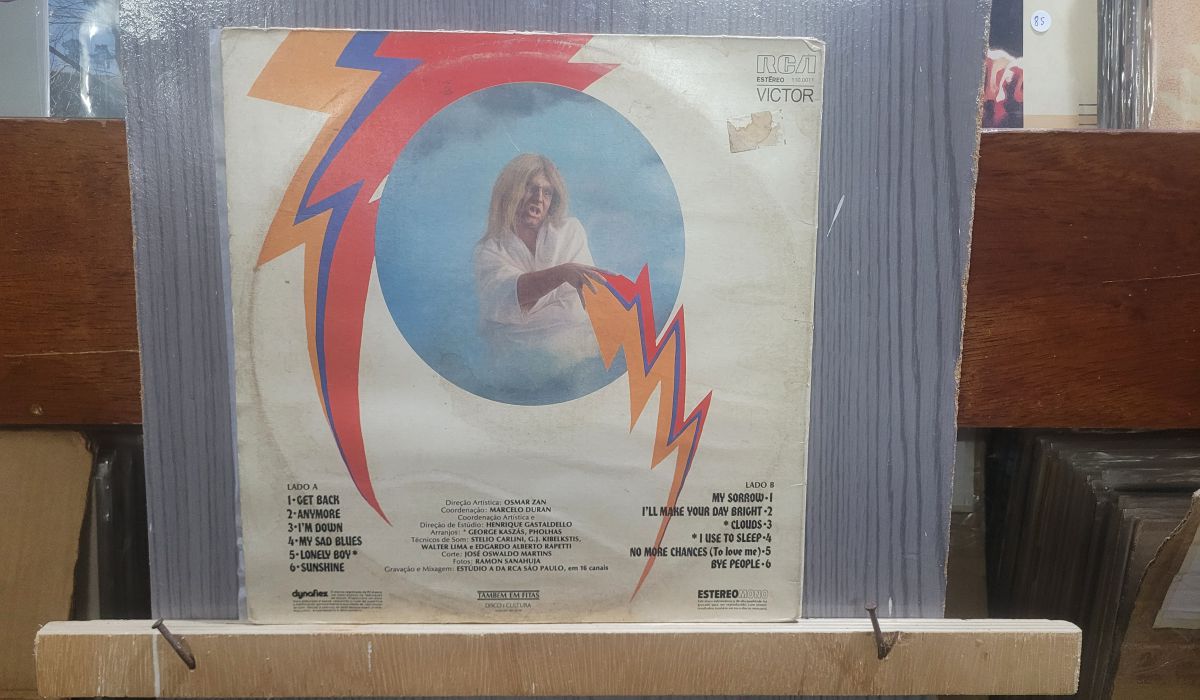 85
RCA
ESTÉREO 110.0011
VICTOR
LADO A
1•GET BACK
2•ANYMORE
3•I'M DOWN
4•MY SAD BLUES
5•LONELY BOY*
6•SUNSHINE
Direção Artística: OSMAR ZAN
Coordenação: MARCELO DURAN
Coordenação Artística e
Direção de Estúdio: HENRIQUE GASTALDELLO
Arranjos: * GEORGE KASZÁS, PHOLHAS
Técnicos de Som: STELIO CARLINI, G.J. KIBELKSTIS,
WALTER LIMA e EDGARDO ALBERTO RAPETTI
Corte: JOSÉ OSWALDO MARTINS
Fotos: RAMON SANAHUJA
Gravação e Mixagem: ESTÚDIO A DA RCA SÃO PAULO, em 16 canais
LADO B
MY SORROW•1
I'LL MAKE YOUR DAY BRIGHT•2
*CLOUDS•3
*I USE TO SLEEP•4
NO MORE CHANCES (To love me)•5
BYE PEOPLE•6
dynaflex
TAMBÉM EM FITAS
DISCO É CULTURA
ESTEREO MONO